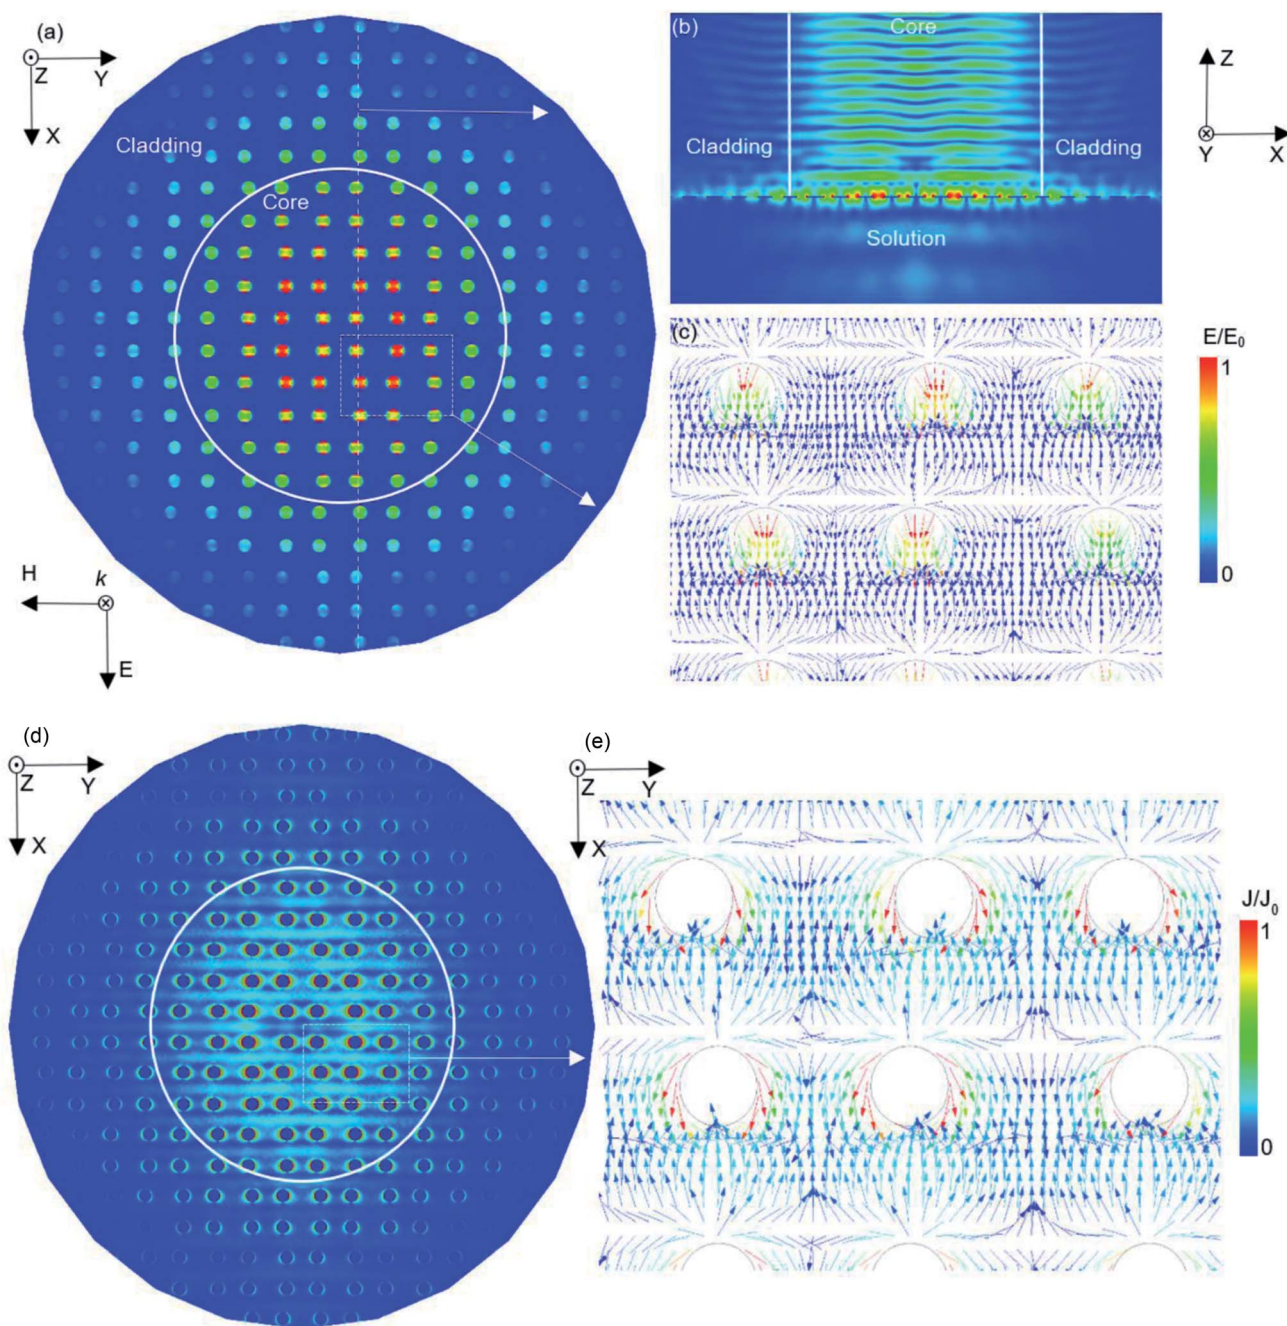 (a)
Z
Y
X
Cladding
Core
H
k
E
(b)
Core
Cladding
Cladding
Solution
Z
Y
X
(c)
E/E₀
1
0
(d)
Z
Y
X
(e)
Z
Y
X
J/J₀
1
0